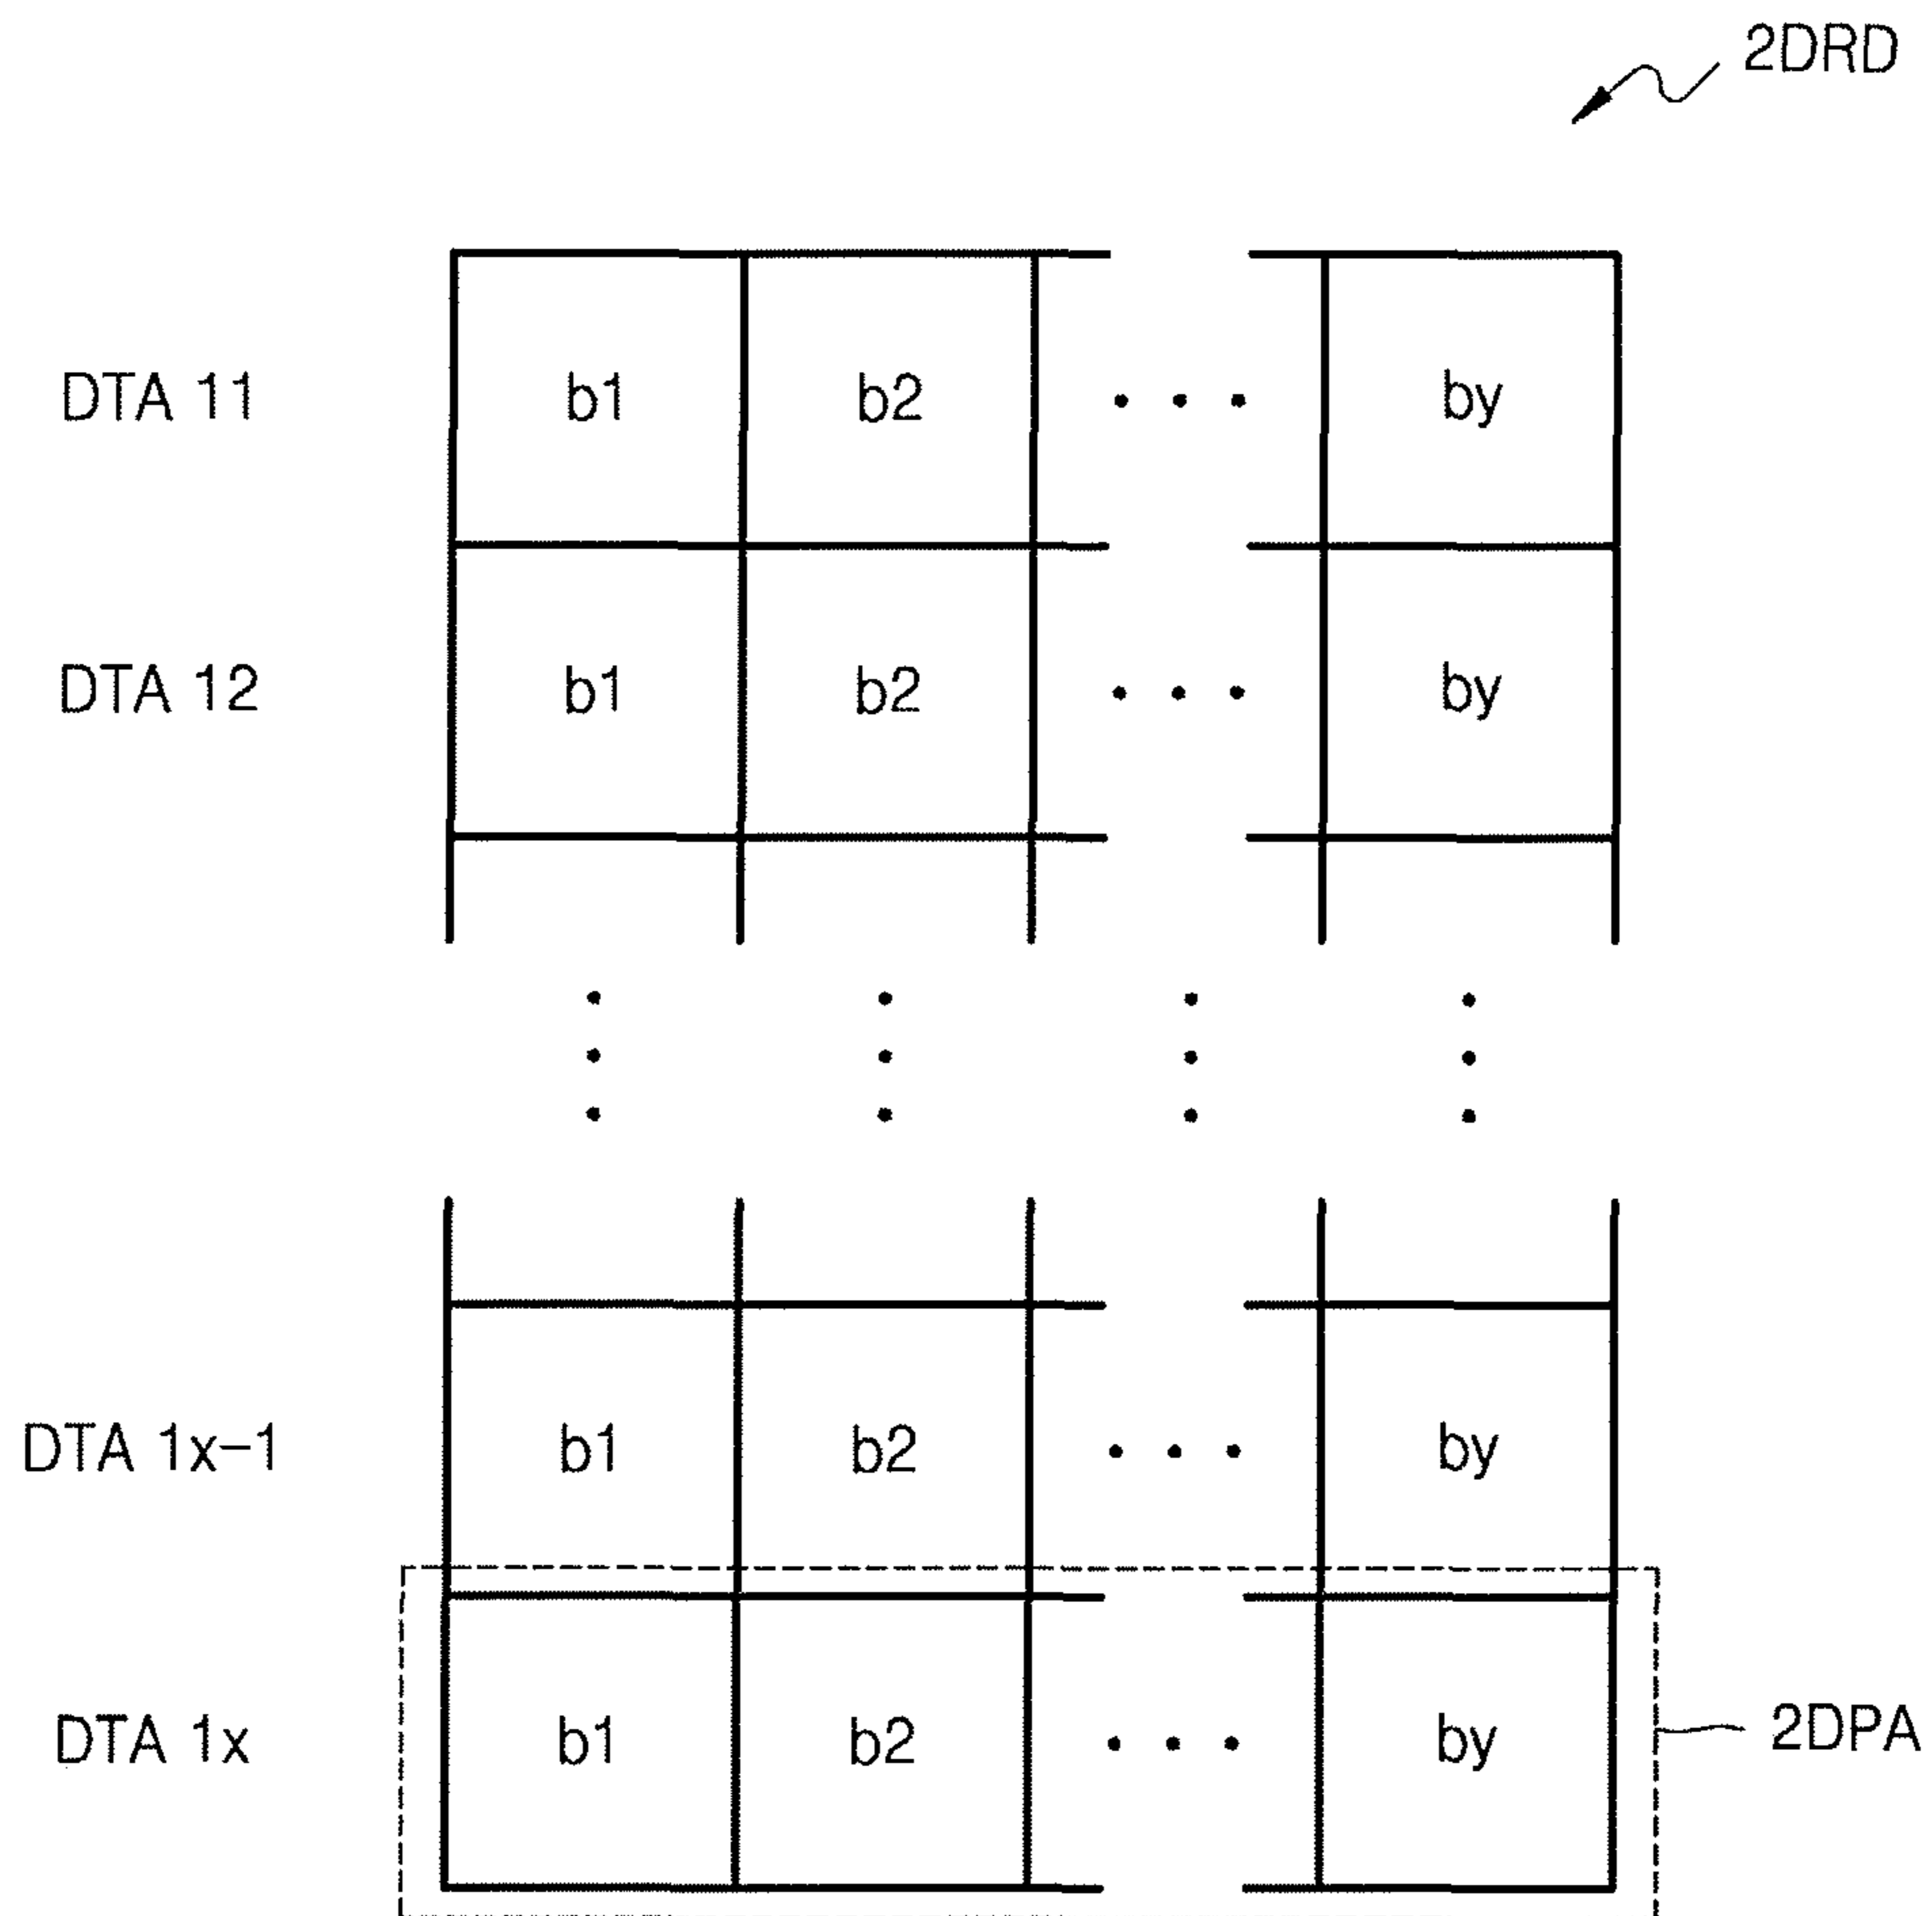 2DRD
DTA 11 b1 b2 • • • by
DTA 12 b1 b2 • • • by
DTA 1x-1 b1 b2 • • • by
DTA 1x b1 b2 • • • by 2DPA